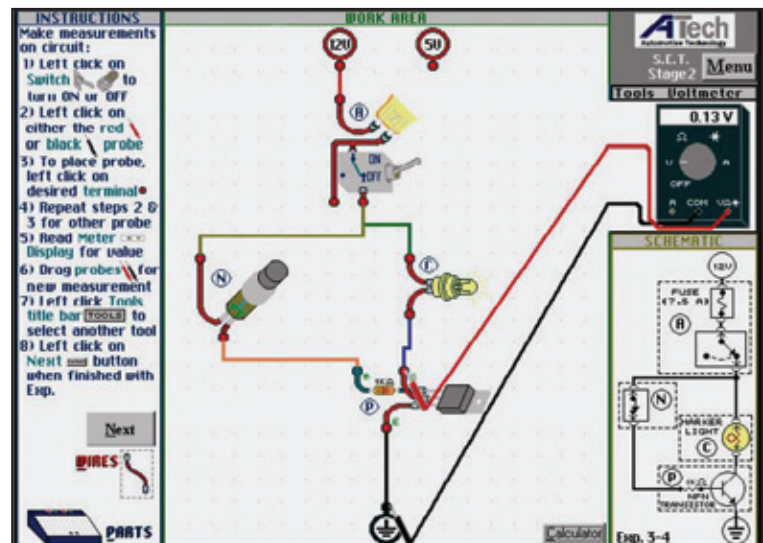 INSTRUCTIONS
Make measurements
on circuit:
1) Left click on
Switch to
turn ON or OFF
2) Left click on
either the red
or black probe
3) To place probe,
left click on
desired terminal
4) Repeat steps 2 &
3 for other probe
5) Read Meter
Display for value
6) Drag probes for
new measurement
7) Left click Tools
title bar TOOLS to
select another tool
8) Left click on
Next button
when finished with
Exp.
Next
WIRES
PARTS
WORK AREA
12V
5V
A
ON
OFF
N
C
1KΩ
P
E
Calculator
ATech
Automotive Technology
S.C.T.
Stage2
Menu
Tools Voltmeter
0.13 V
Ω
U
A
OFF
A COM VΩ
SCHEMATIC
12V
FUSE
(7.5 A)
A
N
MARKER
LIGHT
C
P
1KΩ
NPN
TRANSISTOR
Exp. 3-4